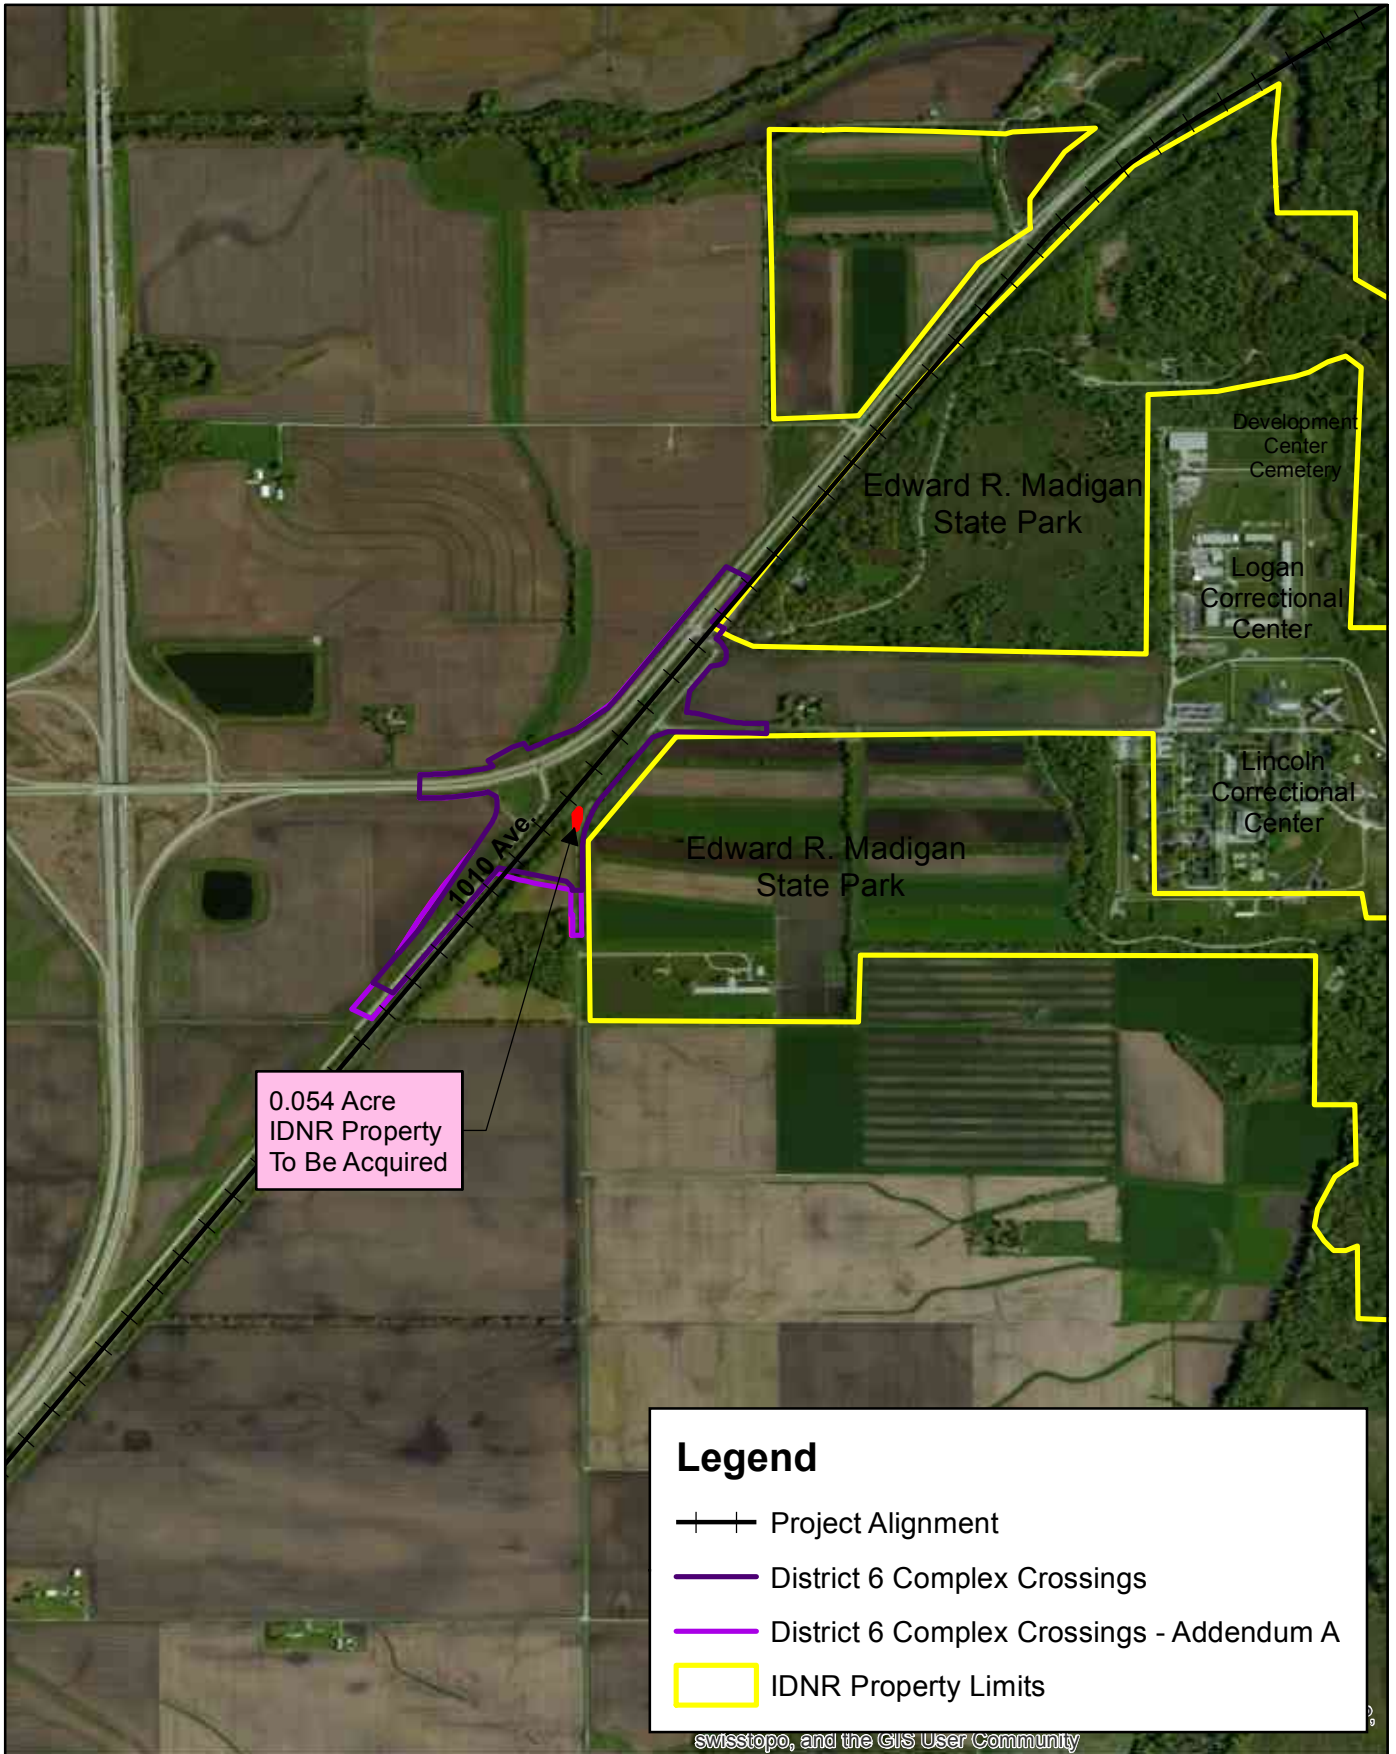 Development
Center
Cemetery
Edward R. Madigan
State Park
Logan
Correctional
Center
Lincoln
Correctional
Center
1010 Ave.
Edward R. Madigan
State Park
0.054 Acre
IDNR Property
To Be Acquired
Legend
Project Alignment
District 6 Complex Crossings
District 6 Complex Crossings - Addendum A
IDNR Property Limits
swisstopo, and the GIS User Community